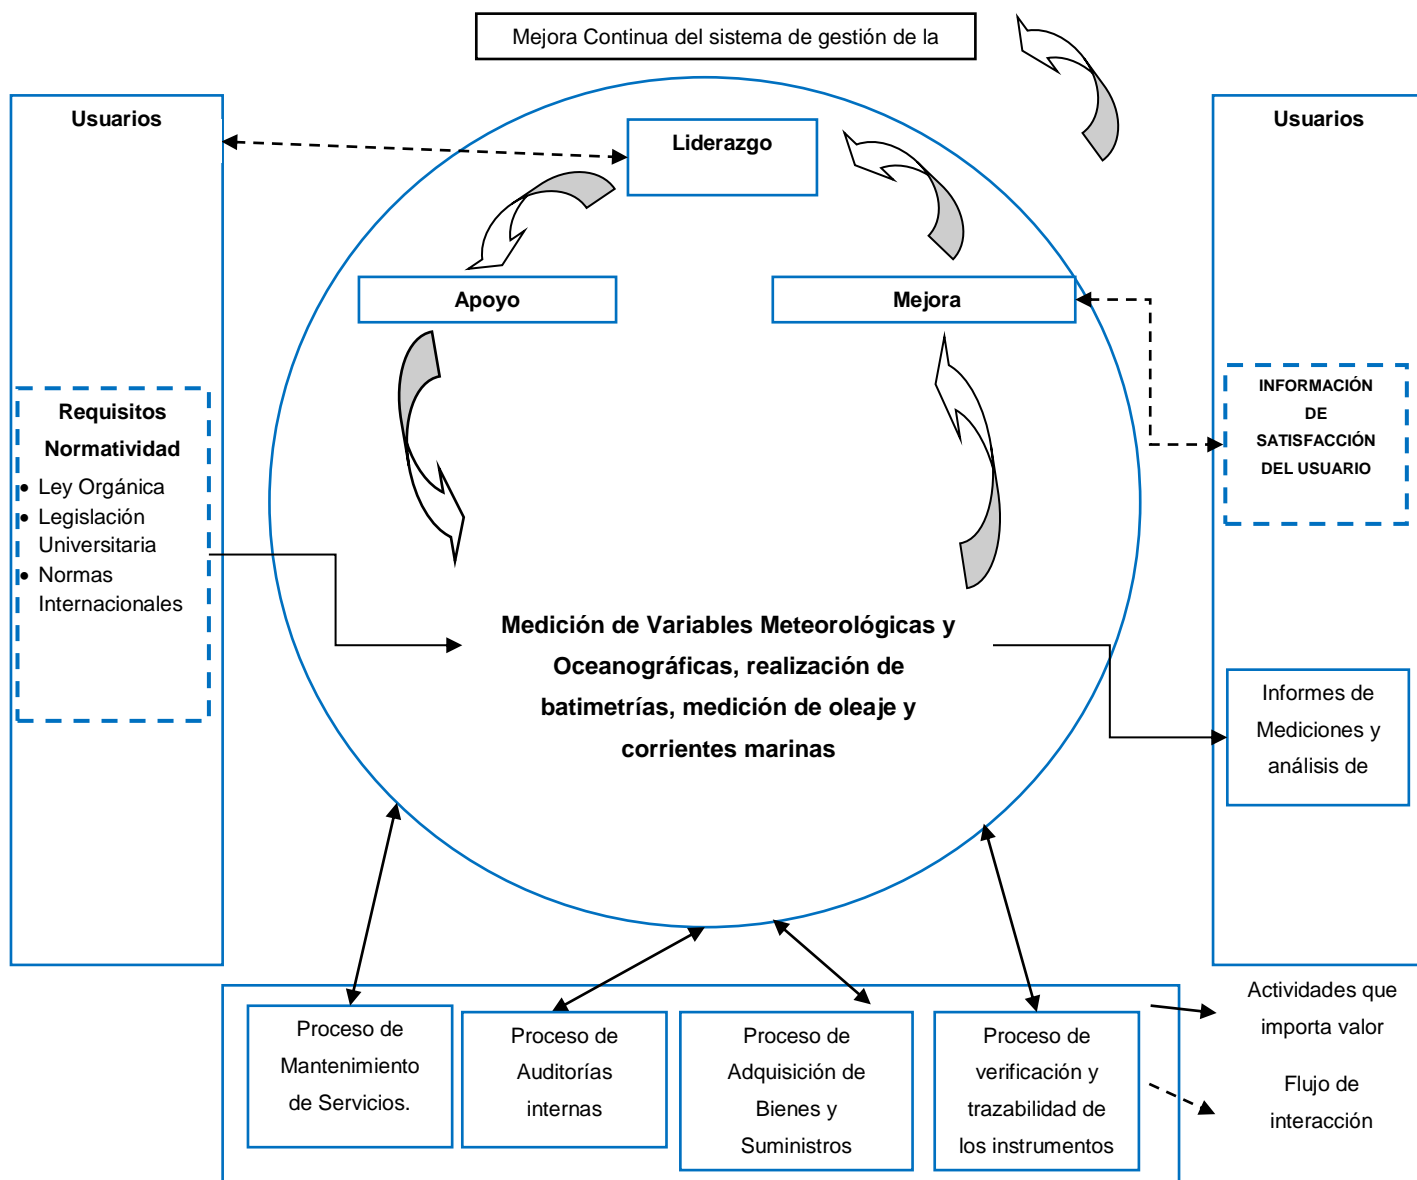 Mejora Continua del sistema de gestión de la
Usuarios
Requisitos
Normatividad
• Ley Orgánica
• Legislación
Universitaria
• Normas
Internacionales
Liderazgo
Apoyo
Mejora
Medición de Variables Meteorológicas y
Oceanográficas, realización de
batimetrías, medición de oleaje y
corrientes marinas
Usuarios
INFORMACIÓN
DE
SATISFACCIÓN
DEL USUARIO
Informes de
Mediciones y
análisis de
Proceso de
Mantenimiento
de Servicios.
Proceso de
Auditorías
internas
Proceso de
Adquisición de
Bienes y
Suministros
Proceso de
verificación y
trazabilidad de
los instrumentos
Actividades que
importa valor
Flujo de
interacción